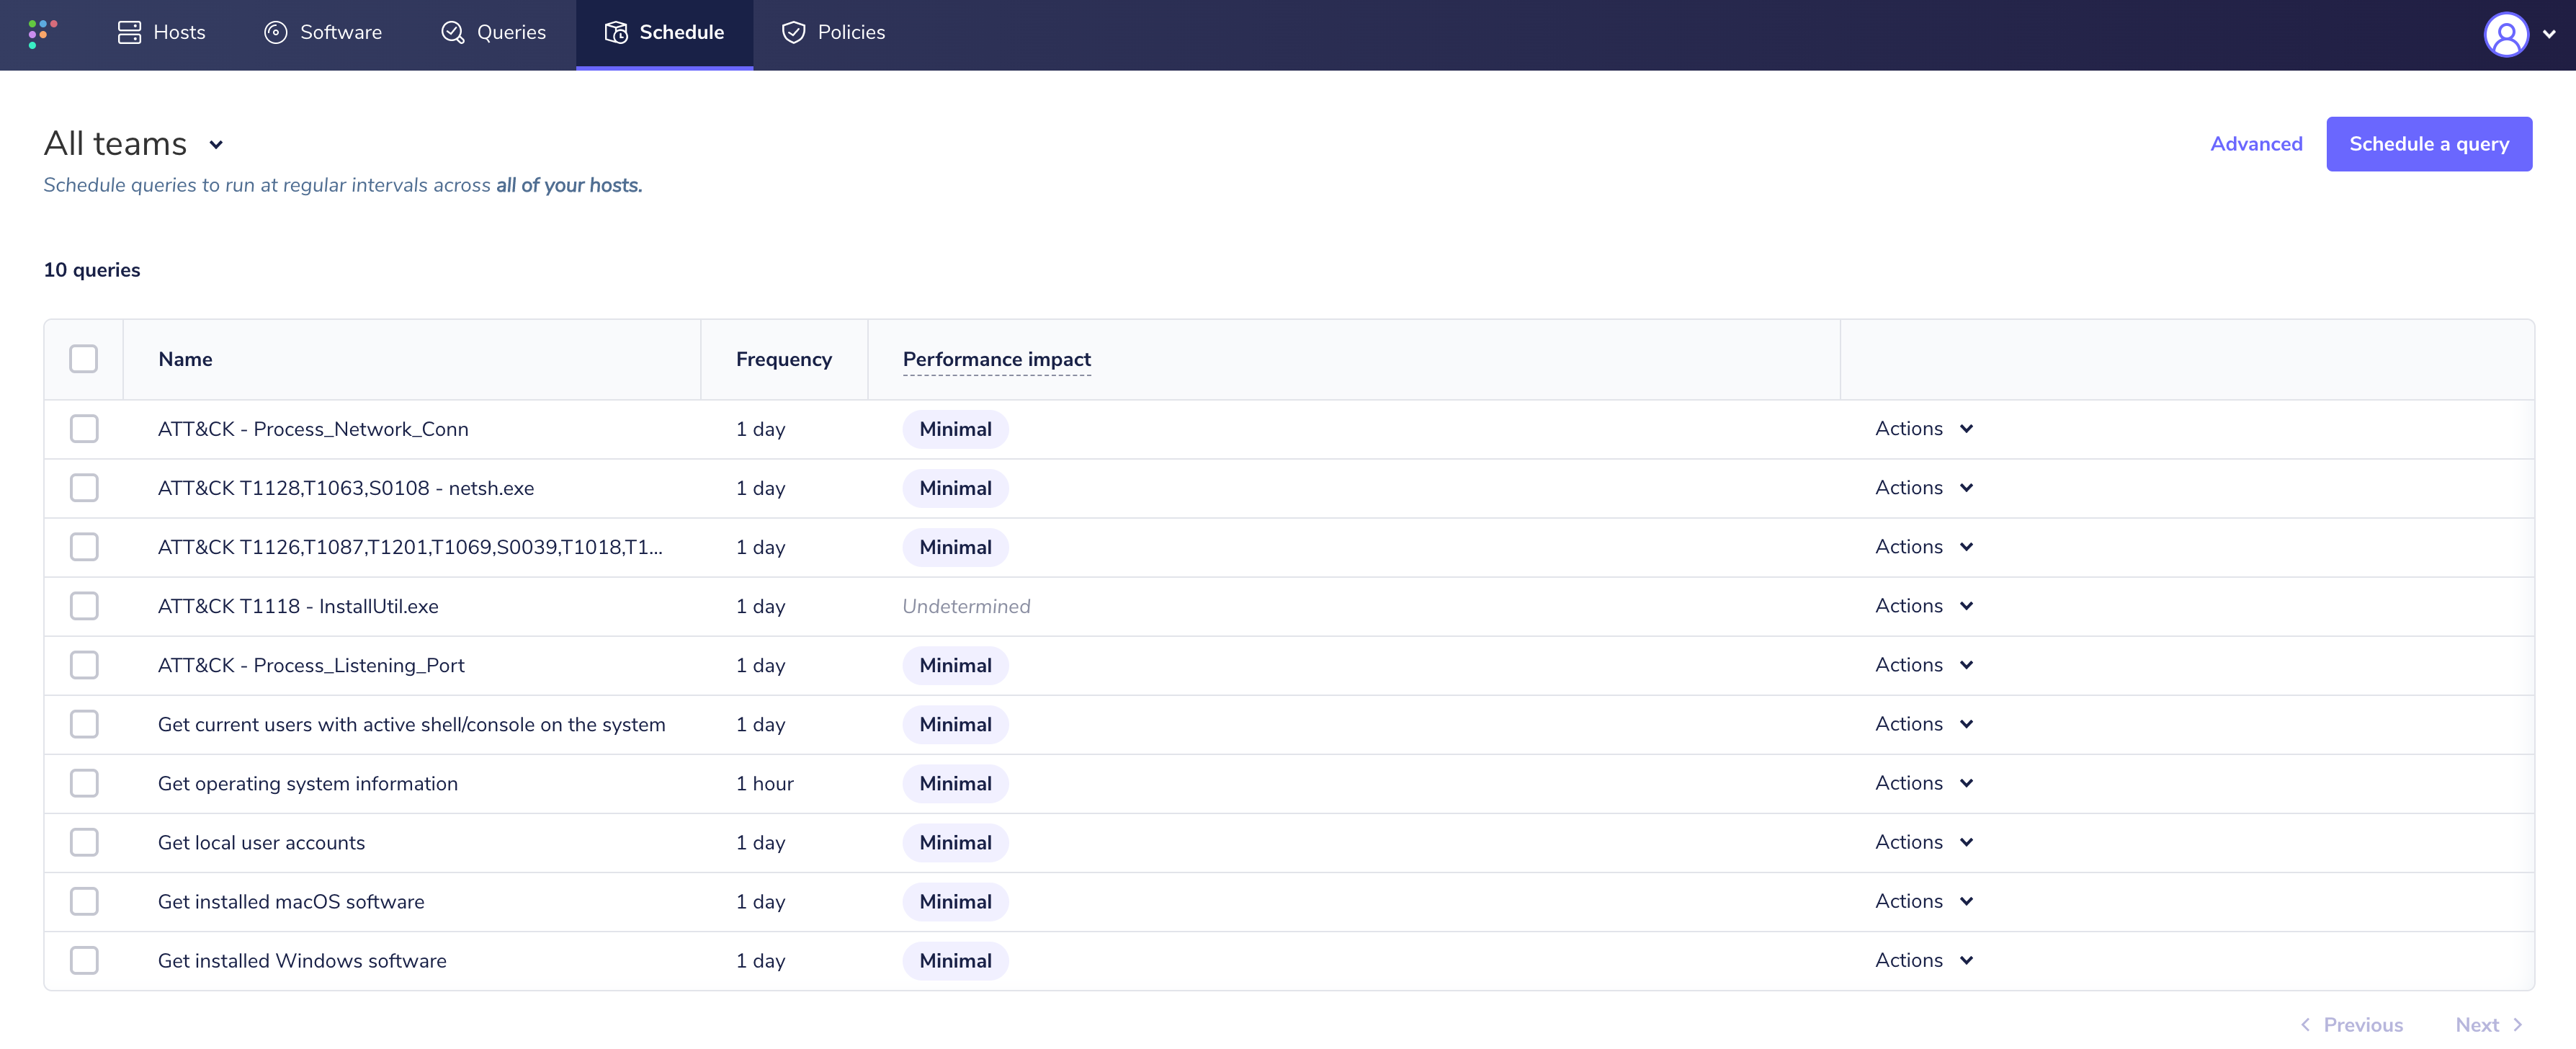 Hosts Software Queries Schedule Policies
All teams
Advanced Schedule a query
Schedule queries to run at regular intervals across all of your hosts.
10 queries
Name Frequency Performance impact
ATT&CK - Process_Network_Conn 1 day Minimal Actions
ATT&CK T1128,T1063,S0108 - netsh.exe 1 day Minimal Actions
ATT&CK T1126,T1087,T1201,T1069,S0039,T1018,T1... 1 day Minimal Actions
ATT&CK T1118 - InstallUtil.exe 1 day Undetermined Actions
ATT&CK - Process_Listening_Port 1 day Minimal Actions
Get current users with active shell/console on the system 1 day Minimal Actions
Get operating system information 1 hour Minimal Actions
Get local user accounts 1 day Minimal Actions
Get installed macOS software 1 day Minimal Actions
Get installed Windows software 1 day Minimal Actions
Previous Next